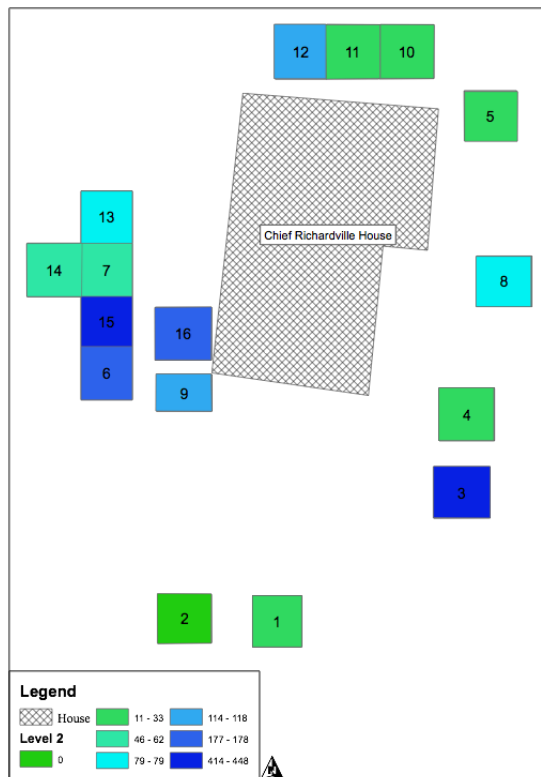 12 11 10
5
Chief Richardville House
13
14 7
8
15
16
6
9
4
3
2
1
Legend
House
Level 2
0
11 - 33
46 - 62
79 - 79
114 - 118
177 - 178
414 - 448